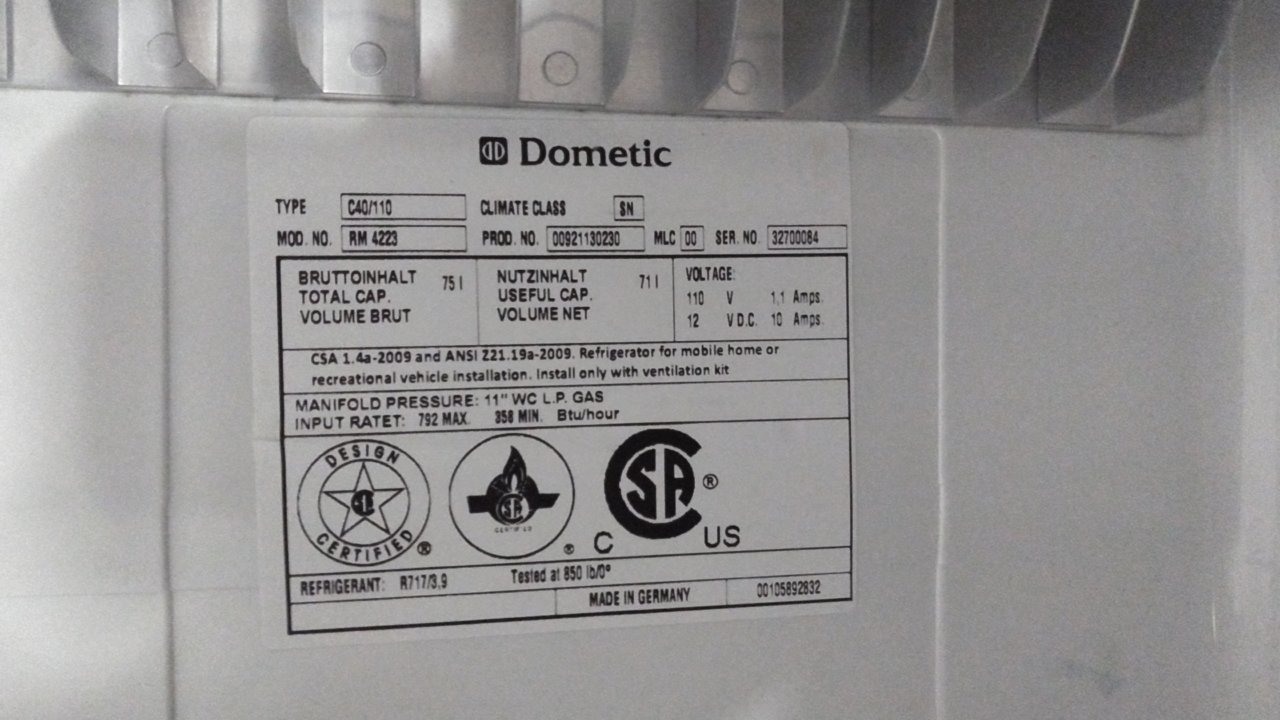 Dometic
TYPE C40/110 CLIMATE CLASS SN
MOD. NO. RM 4223 PROD. NO. 00921130230 MLC 00 SER. NO. 32700084
BRUTTOINHALT 75 l
TOTAL CAP.
VOLUME BRUT
NUTZINHALT 71 l
USEFUL CAP.
VOLUME NET
VOLTAGE:
110 V 1,1 Amps.
12 V D.C. 10 Amps.
CSA 1.4a-2009 and ANSI Z21.19a-2009. Refrigerator for mobile home or
recreational vehicle installation. Install only with ventilation kit
MANIFOLD PRESSURE: 11" WC L.P. GAS
INPUT RATET: 792 MAX. 358 MIN. Btu/hour
DESIGN
CERTIFIED ®
SA
CERTIFIED
®
SA ®
C US
REFRIGERANT: R717/3,9 Tested at 850 lb/0°
MADE IN GERMANY 00105892832